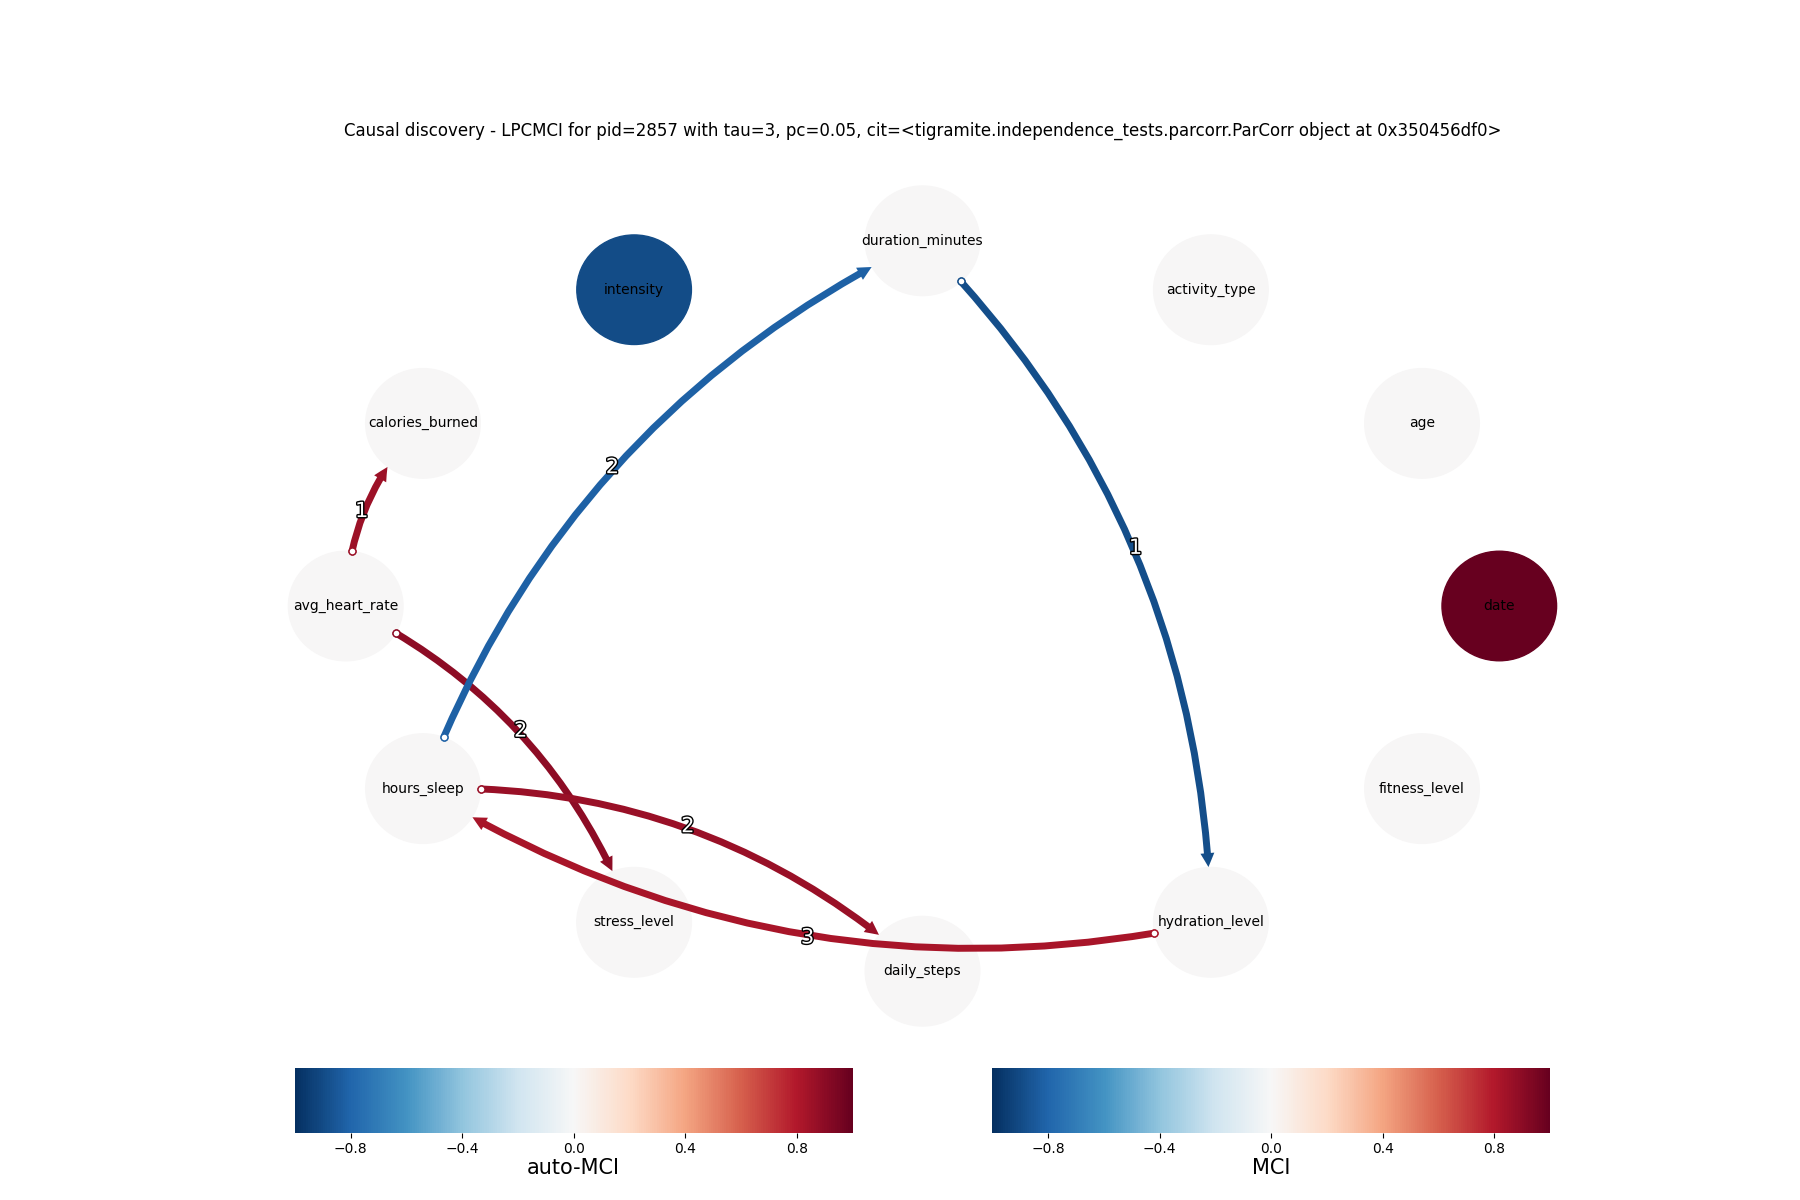 Causal discovery - LPCMCI for pid=2857 with tau=3, pc=0.05, cit=<tigramite.independence_tests.parcorr.ParCorr object at 0x350456df0>
duration_minutes
intensity
activity_type
calories_burned
age
2
1
1
avg_heart_rate
date
2
hours_sleep
fitness_level
2
stress_level
hydration_level
3
daily_steps
−0.8 −0.4 0.0 0.4 0.8
auto-MCI
−0.8 −0.4 0.0 0.4 0.8
MCI